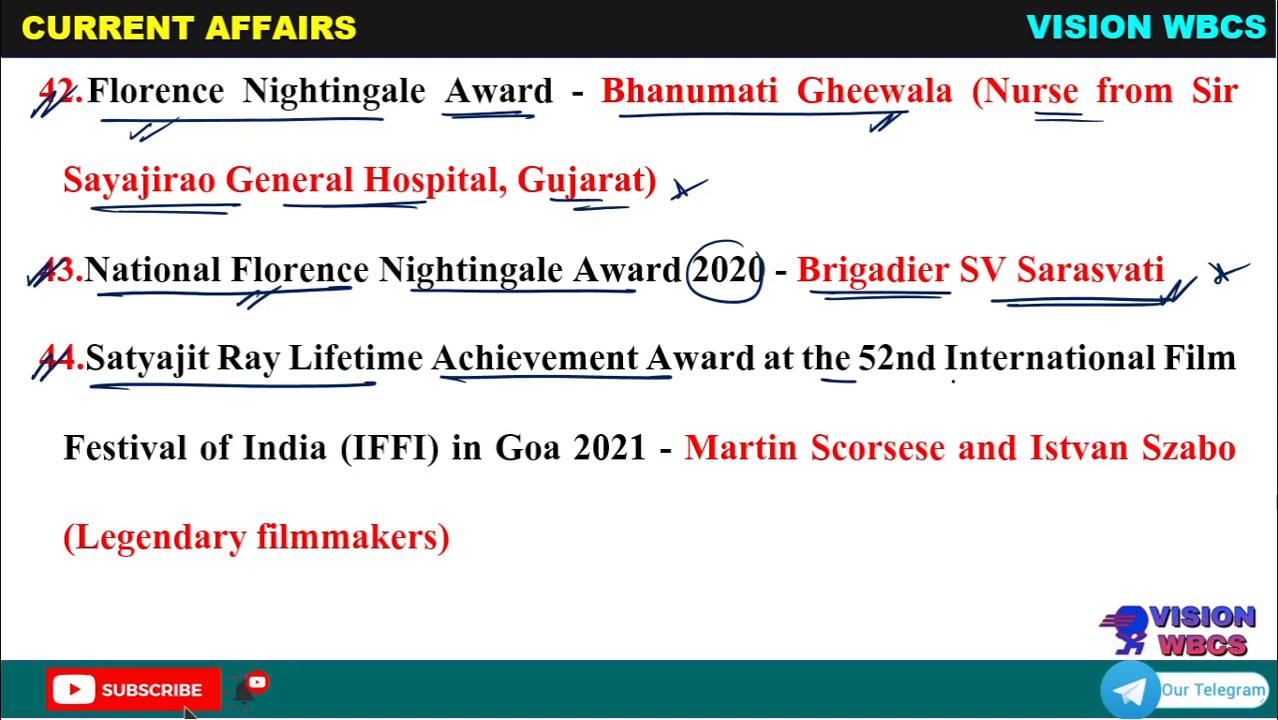 CURRENT AFFAIRS
VISION WBCS
42. Florence Nightingale Award - Bhanumati Gheewala (Nurse from Sir
Sayajirao General Hospital, Gujarat)
43. National Florence Nightingale Award 2020 - Brigadier SV Sarasvati
44. Satyajit Ray Lifetime Achievement Award at the 52nd International Film
Festival of India (IFFI) in Goa 2021 - Martin Scorsese and Istvan Szabo
(Legendary filmmakers)
VISION
WBCS
SUBSCRIBE
Our Telegram